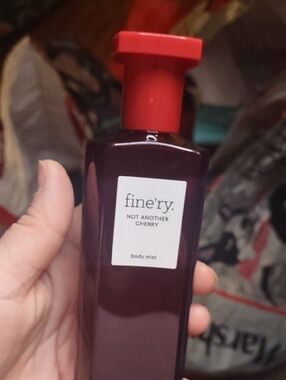 fine'ry.
NOT ANOTHER
CHERRY
body mist